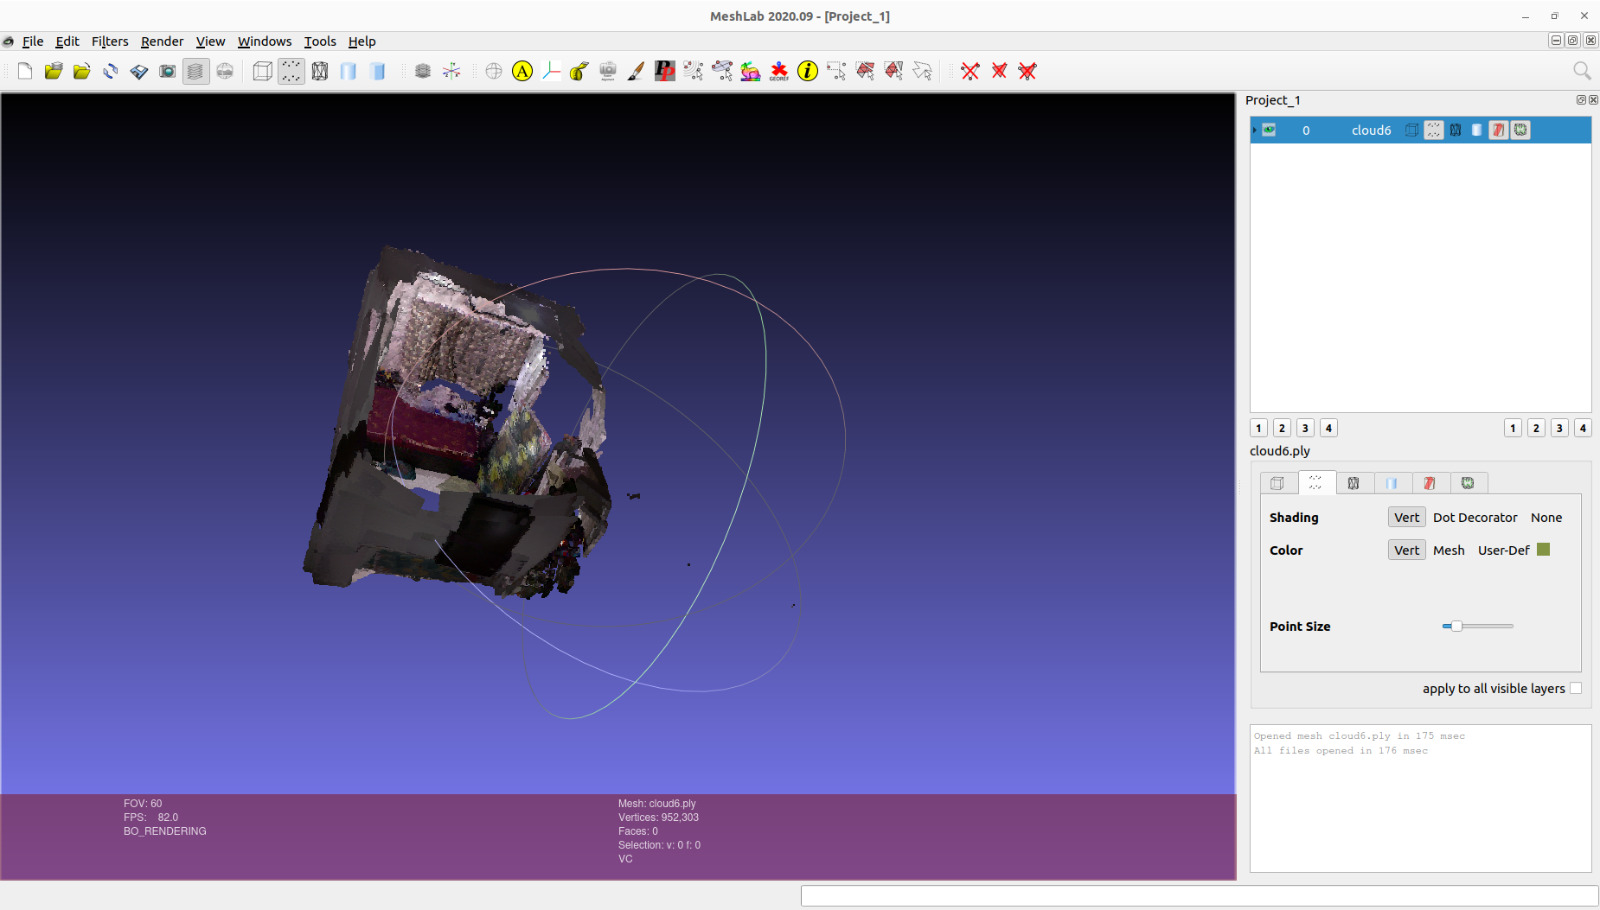 MeshLab 2020.09 - [Project_1]
File Edit Filters Render View Windows Tools Help
A PP GEOREF i
Project_1
0 cloud6
1 2 3 4 1 2 3 4
cloud6.ply
Shading Vert Dot Decorator None
Color Vert Mesh User-Def
Point Size
apply to all visible layers
Opened mesh cloud6.ply in 175 msec
All files opened in 176 msec
FOV: 60
FPS: 82.0
BO_RENDERING
Mesh: cloud6.ply
Vertices: 952,303
Faces: 0
Selection: v: 0 f: 0
VC